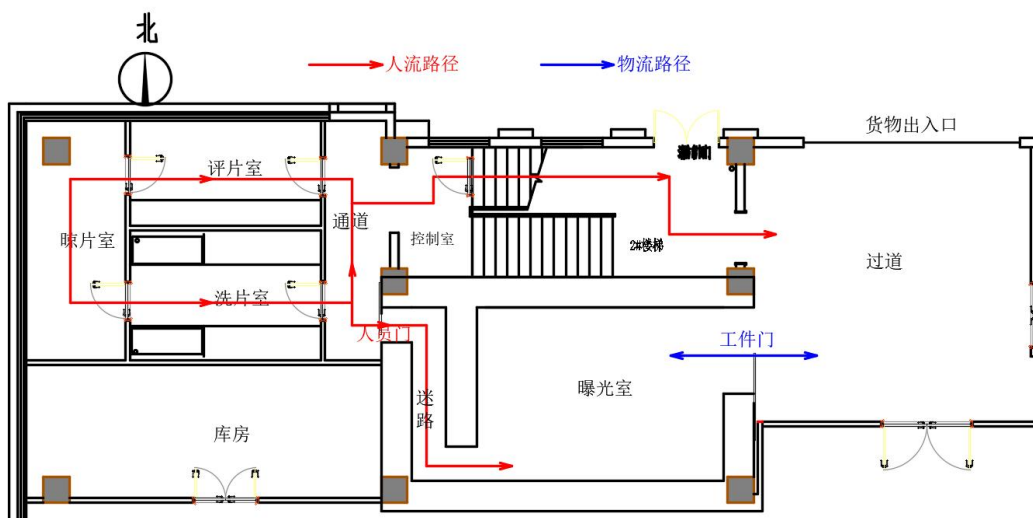 北
人流路径
物流路径
货物出入口
评片室
通道
晾片室
控制室
2#楼梯
过道
洗片室
人员门
工件门
迷路
曝光室
库房